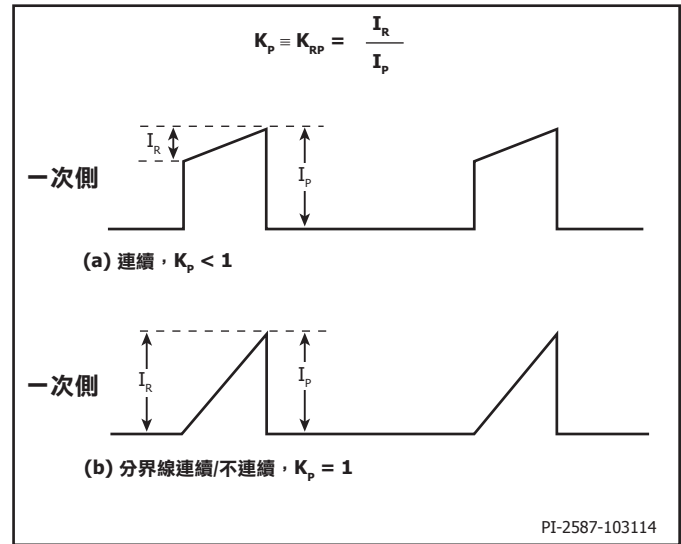 K_P ≡ K_RP = I_R / I_P
I_R
I_P
一次側
(a) 連續，K_P < 1
I_R
I_P
一次側
(b) 分界線連續/不連續，K_P = 1
PI-2587-103114